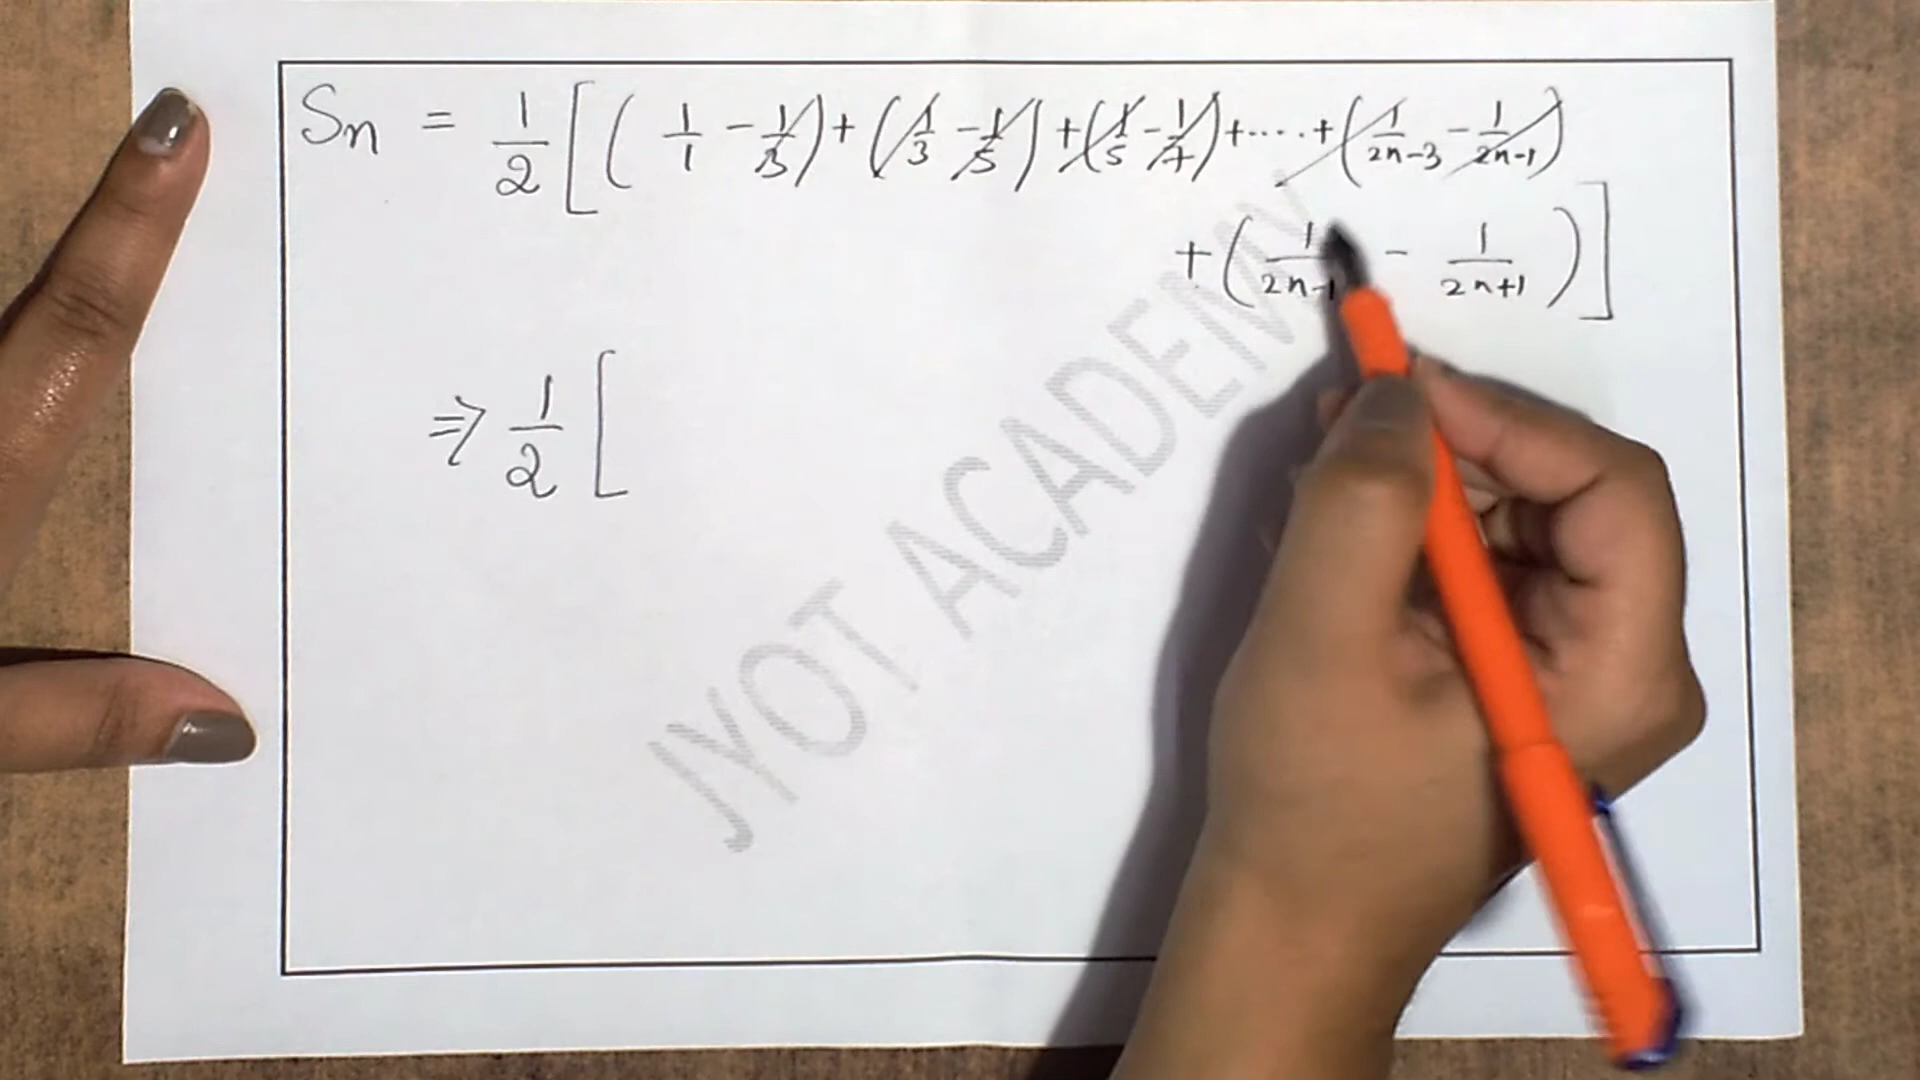 Sn = 1/2 [ ( 1/1 - 1/3 ) + ( 1/3 - 1/5 ) + ( 1/5 - 1/7 ) + ..... + ( 1/2n-3 - 1/2n-1 )
+ ( 1/2n-1 - 1/2n+1 ) ]
⇒ 1/2 [
JYOT ACADEMY